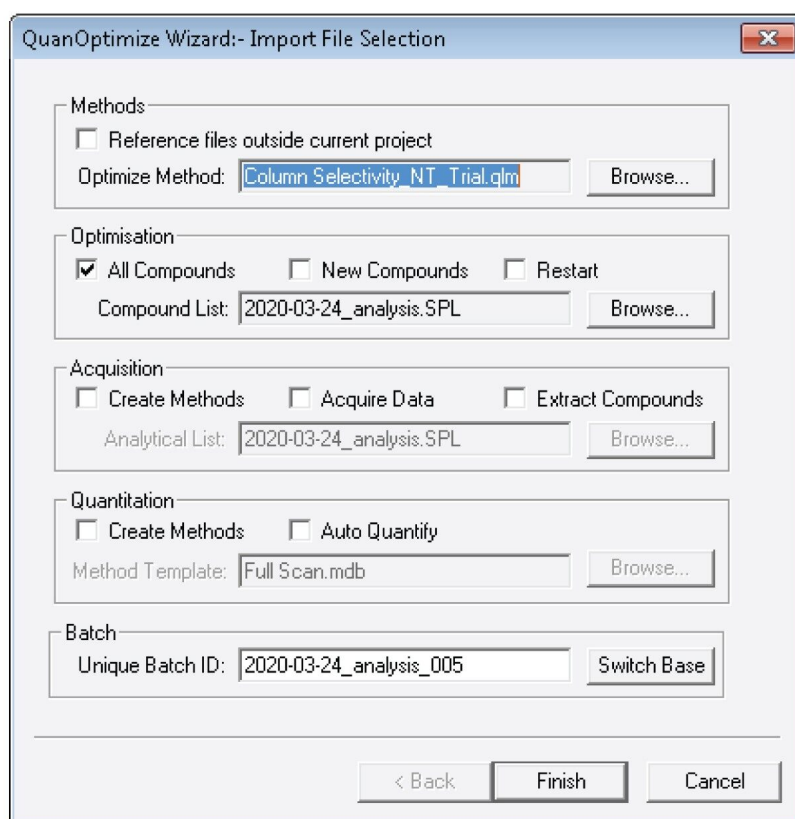 QuanOptimize Wizard:- Import File Selection
Methods
Reference files outside current project
Optimize Method: Column Selectivity_NT_Trial.qlm Browse...
Optimisation
All Compounds New Compounds Restart
Compound List: 2020-03-24_analysis.SPL Browse...
Acquisition
Create Methods Acquire Data Extract Compounds
Analytical List: 2020-03-24_analysis.SPL Browse...
Quantitation
Create Methods Auto Quantify
Method Template: Full Scan.mdb Browse...
Batch
Unique Batch ID: 2020-03-24_analysis_005 Switch Base
< Back Finish Cancel